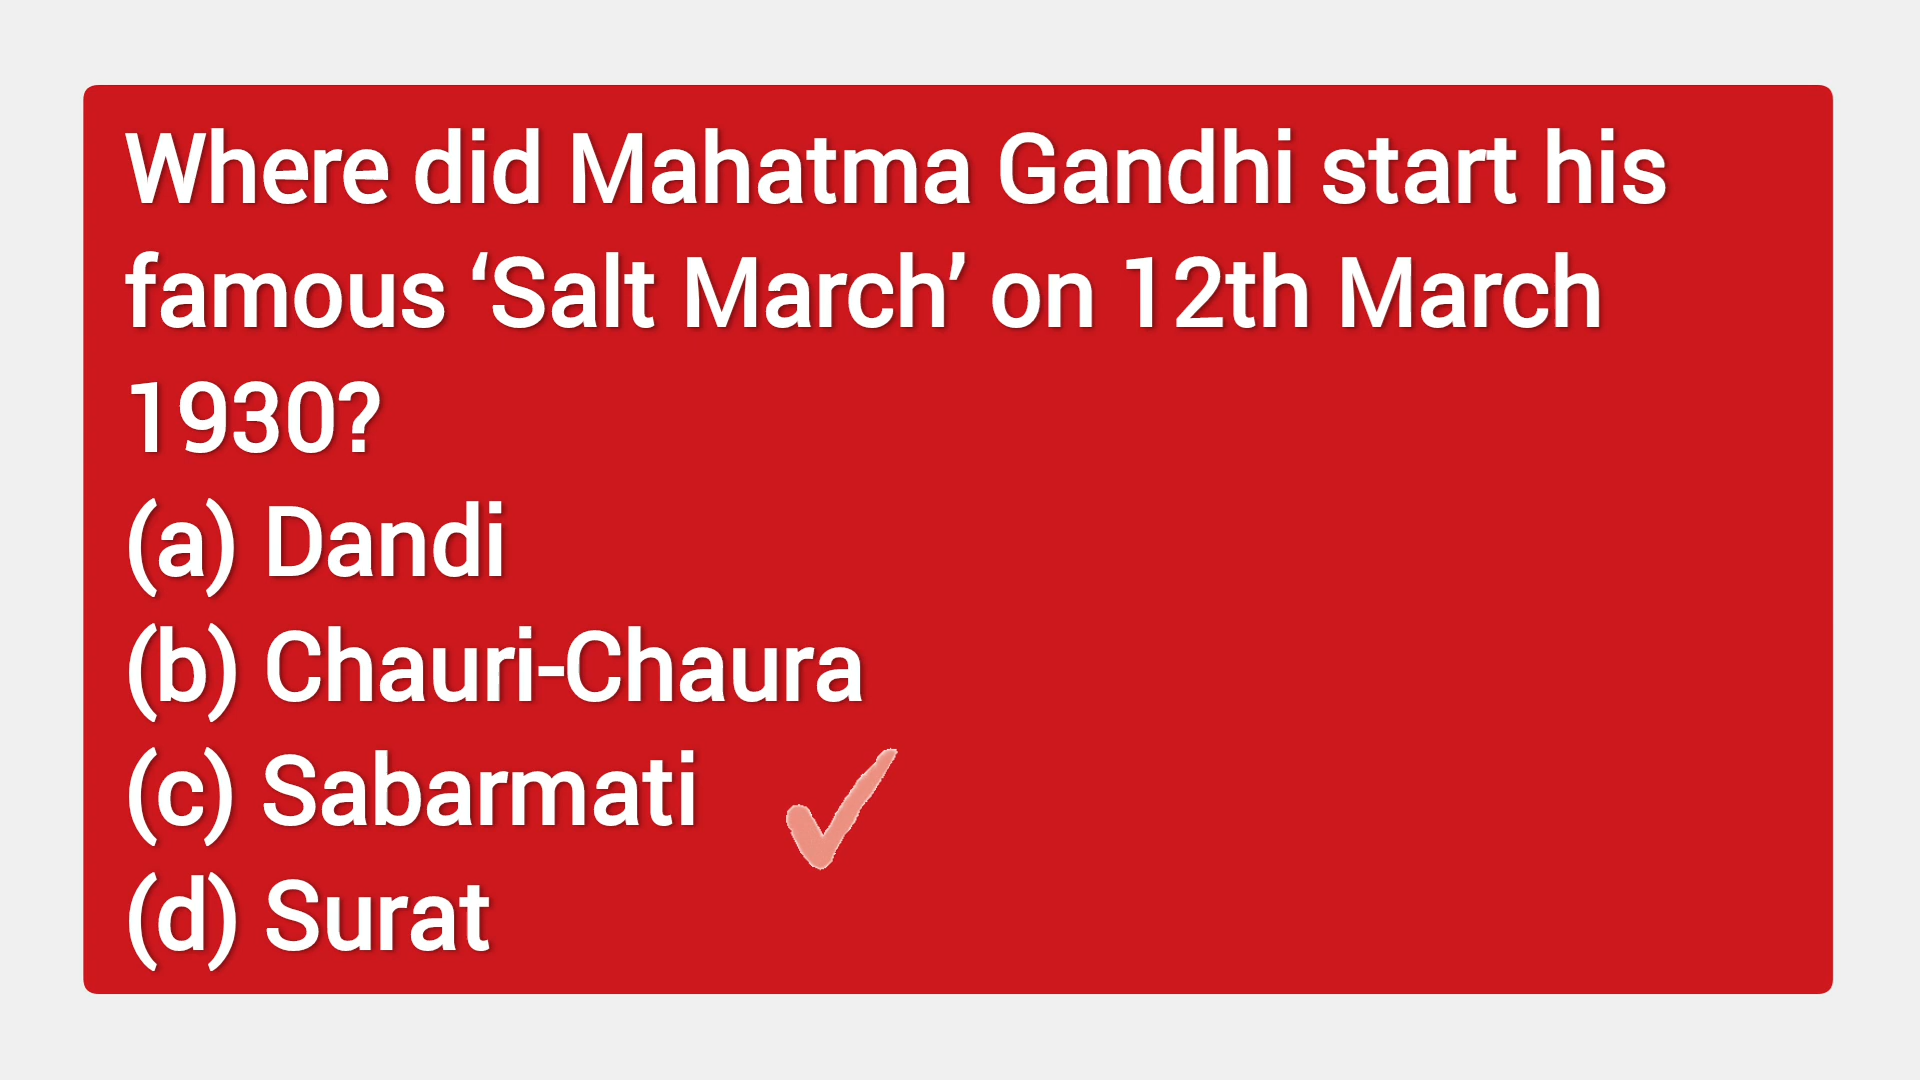 Where did Mahatma Gandhi start his
famous ‘Salt March’ on 12th March
1930?
(a) Dandi
(b) Chauri-Chaura
(c) Sabarmati
(d) Surat